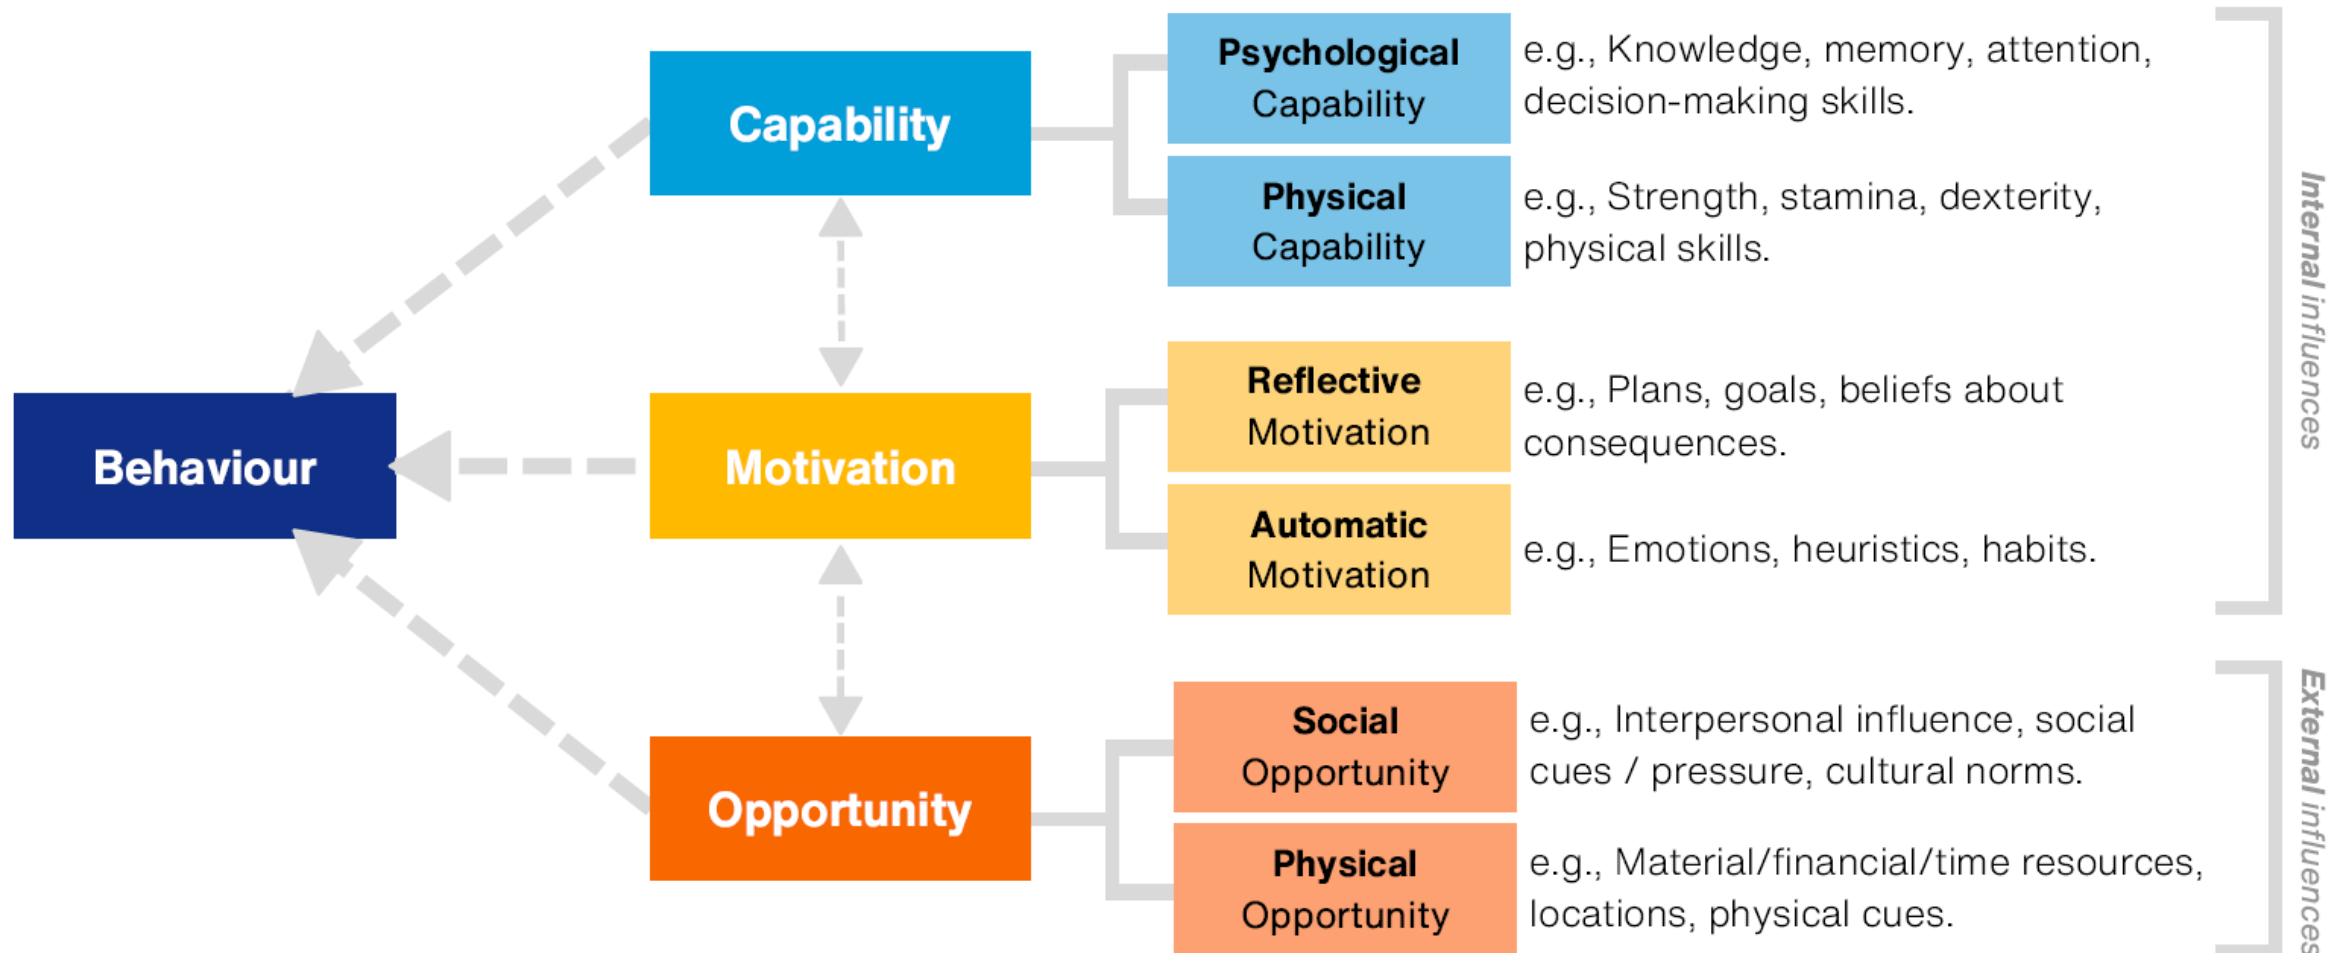 Psychological
Capability
e.g., Knowledge, memory, attention,
decision-making skills.
Capability
Physical
Capability
e.g., Strength, stamina, dexterity,
physical skills.
Internal influences
Reflective
Motivation
e.g., Plans, goals, beliefs about
consequences.
Behaviour
Motivation
Automatic
Motivation
e.g., Emotions, heuristics, habits.
Social
Opportunity
e.g., Interpersonal influence, social
cues / pressure, cultural norms.
Opportunity
Physical
Opportunity
e.g., Material/financial/time resources,
locations, physical cues.
External influences